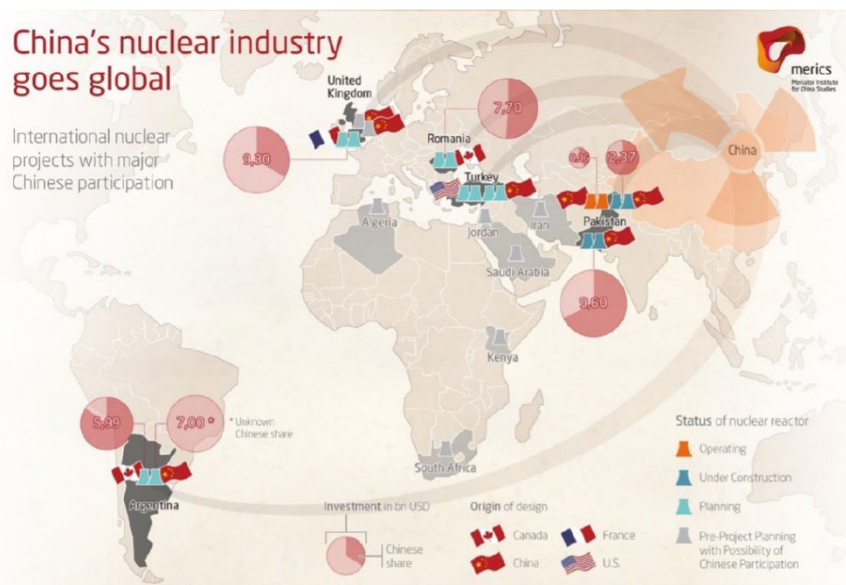 China's nuclear industry
goes global
International nuclear
projects with major
Chinese participation
merics
Mercator Institute
for China Studies
United
Kingdom
9,30
Romania
7,70
Turkey
2,37
China
Algeria
Jordan
Iran
Pakistan
Saudi Arabia
9,60
Kenya
5,99
7,00 *
* Unknown
Chinese share
South Africa
Argentina
Investment in bn USD
Chinese
share
Origin of design
Canada
France
China
U.S.
Status of nuclear reactor
Operating
Under Construction
Planning
Pre-Project Planning
with Possibility of
Chinese Participation